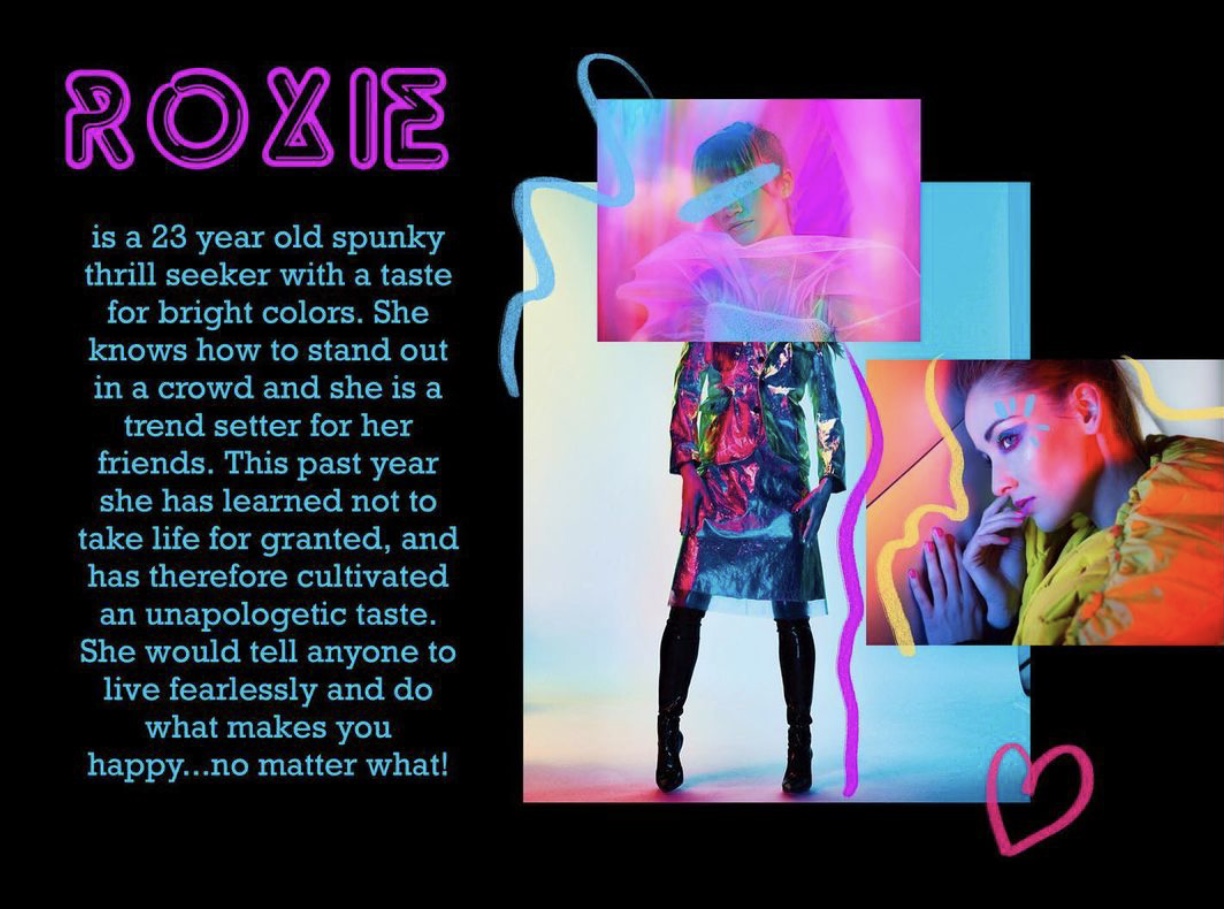 ROXIE
is a 23 year old spunky
thrill seeker with a taste
for bright colors. She
knows how to stand out
in a crowd and she is a
trend setter for her
friends. This past year
she has learned not to
take life for granted, and
has therefore cultivated
an unapologetic taste.
She would tell anyone to
live fearlessly and do
what makes you
happy...no matter what!